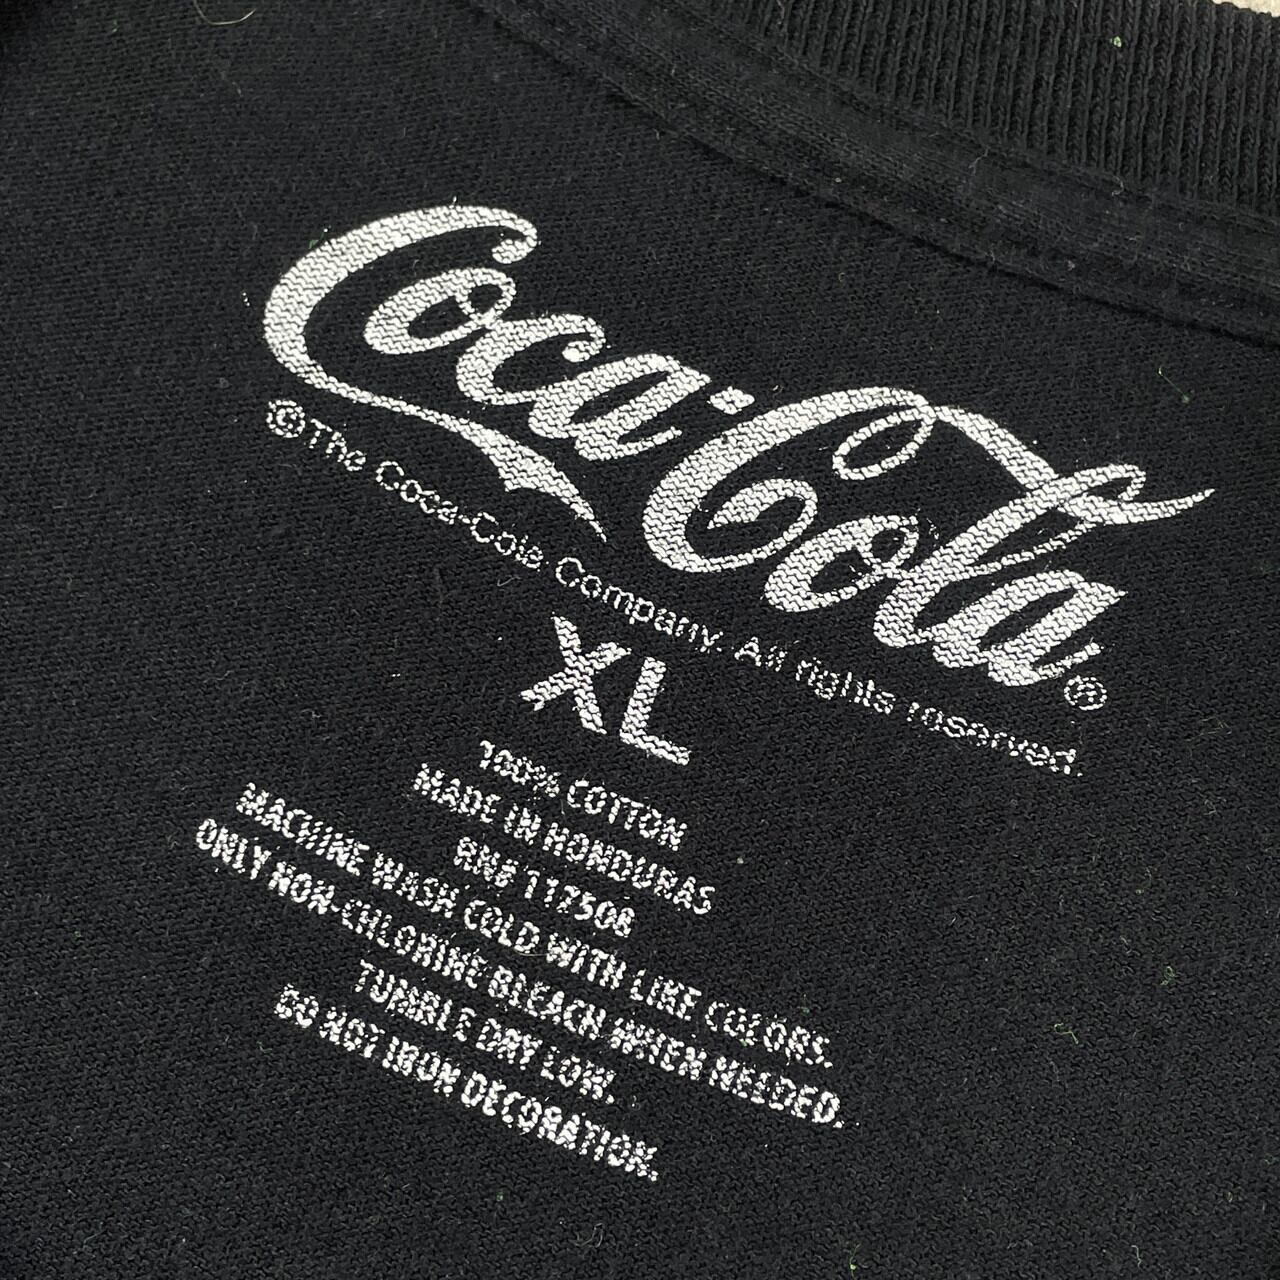 Coca-Cola®
©The Coca-Cola Company. All rights reserved.
XL
100% COTTON
MADE IN HONDURAS
RN# 117508
MACHINE WASH COLD WITH LIKE COLORS.
ONLY NON-CHLORINE BLEACH WHEN NEEDED.
TUMBLE DRY LOW.
DO NOT IRON DECORATION.